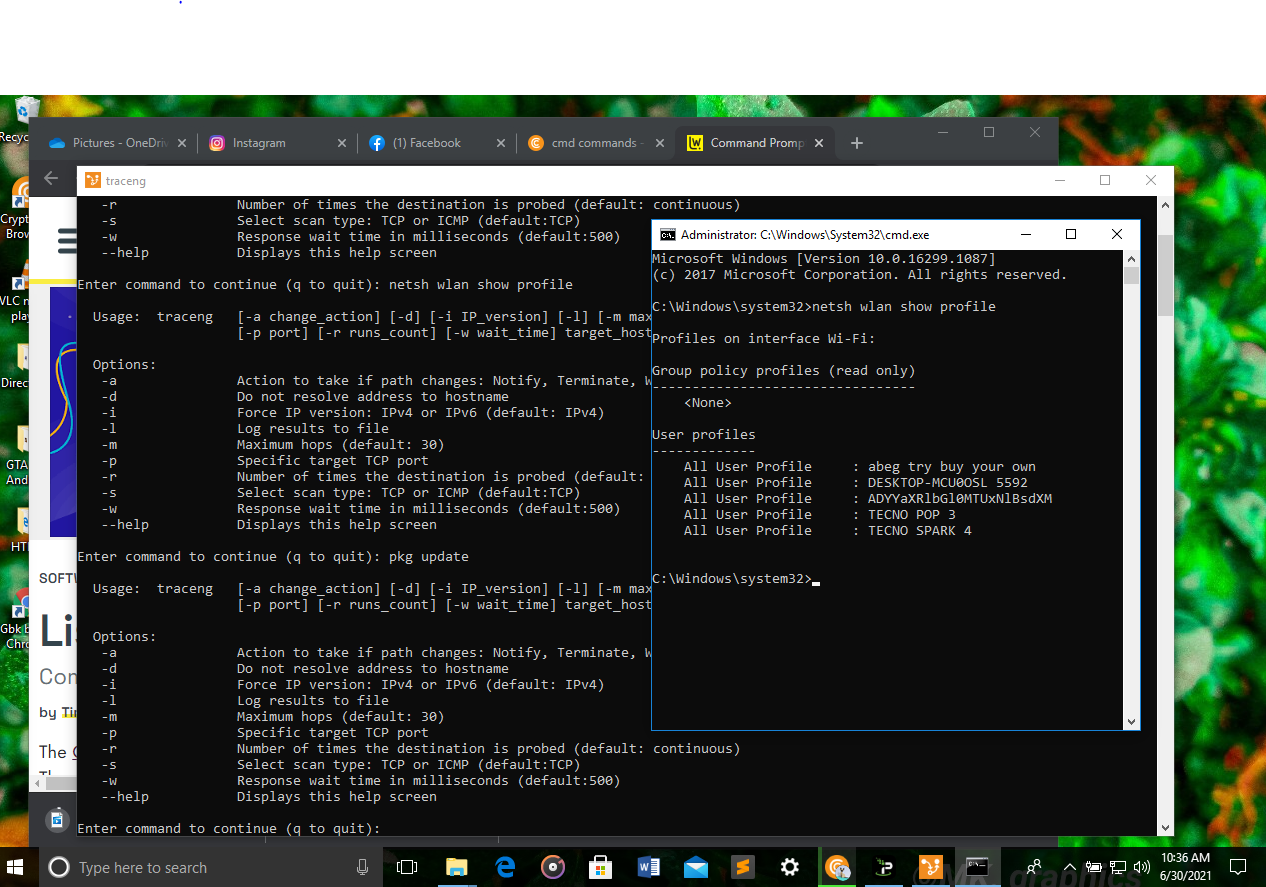 Recyc
Crypt
Brow
VLC m
play
Direc
GTA
And
HT
Gbk b
Chro
Pictures - OneDriv
Instagram
(1) Facebook
cmd commands -
Command Promp
SOFTW
Lis
Con
by Tim
The
traceng
-r Number of times the destination is probed (default: continuous)
-s Select scan type: TCP or ICMP (default:TCP)
-w Response wait time in milliseconds (default:500)
--help Displays this help screen
Enter command to continue (q to quit): netsh wlan show profile
Usage: traceng [-a change_action] [-d] [-i IP_version] [-l] [-m max
[-p port] [-r runs_count] [-w wait_time] target_host
Options:
-a Action to take if path changes: Notify, Terminate, W
-d Do not resolve address to hostname
-i Force IP version: IPv4 or IPv6 (default: IPv4)
-l Log results to file
-m Maximum hops (default: 30)
-p Specific target TCP port
-r Number of times the destination is probed (default:
-s Select scan type: TCP or ICMP (default:TCP)
-w Response wait time in milliseconds (default:500)
--help Displays this help screen
Enter command to continue (q to quit): pkg update
Usage: traceng [-a change_action] [-d] [-i IP_version] [-l] [-m max
[-p port] [-r runs_count] [-w wait_time] target_host
Options:
-a Action to take if path changes: Notify, Terminate, W
-d Do not resolve address to hostname
-i Force IP version: IPv4 or IPv6 (default: IPv4)
-l Log results to file
-m Maximum hops (default: 30)
-p Specific target TCP port
-r Number of times the destination is probed (default: continuous)
-s Select scan type: TCP or ICMP (default:TCP)
-w Response wait time in milliseconds (default:500)
--help Displays this help screen
Enter command to continue (q to quit):
Administrator: C:\Windows\System32\cmd.exe
Microsoft Windows [Version 10.0.16299.1087]
(c) 2017 Microsoft Corporation. All rights reserved.
C:\Windows\system32>netsh wlan show profile
Profiles on interface Wi-Fi:
Group policy profiles (read only)
---------------------------------
<None>
User profiles
-------------
All User Profile : abeg try buy your own
All User Profile : DESKTOP-MCU0OSL 5592
All User Profile : ADYYaXRlbGl0MTUxNlBsdXM
All User Profile : TECNO POP 3
All User Profile : TECNO SPARK 4
C:\Windows\system32>
Type here to search
10:36 AM
6/30/2021
graphics